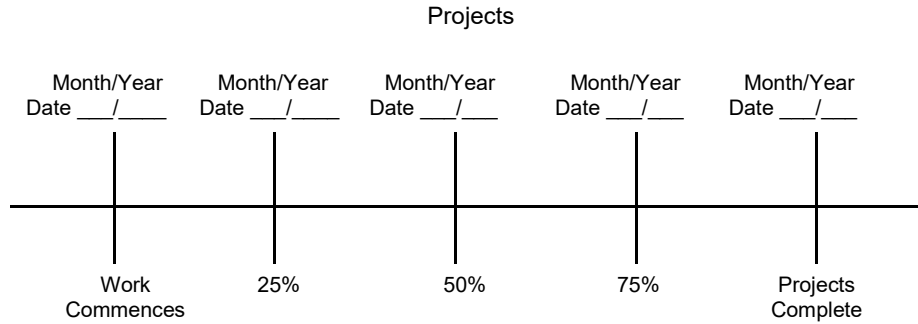 Projects
Month/Year Month/Year Month/Year Month/Year Month/Year
Date ___/____ Date ___/____ Date ___/___ Date ___/___ Date ___/___
Work 25% 50% 75% Projects
Commences Complete